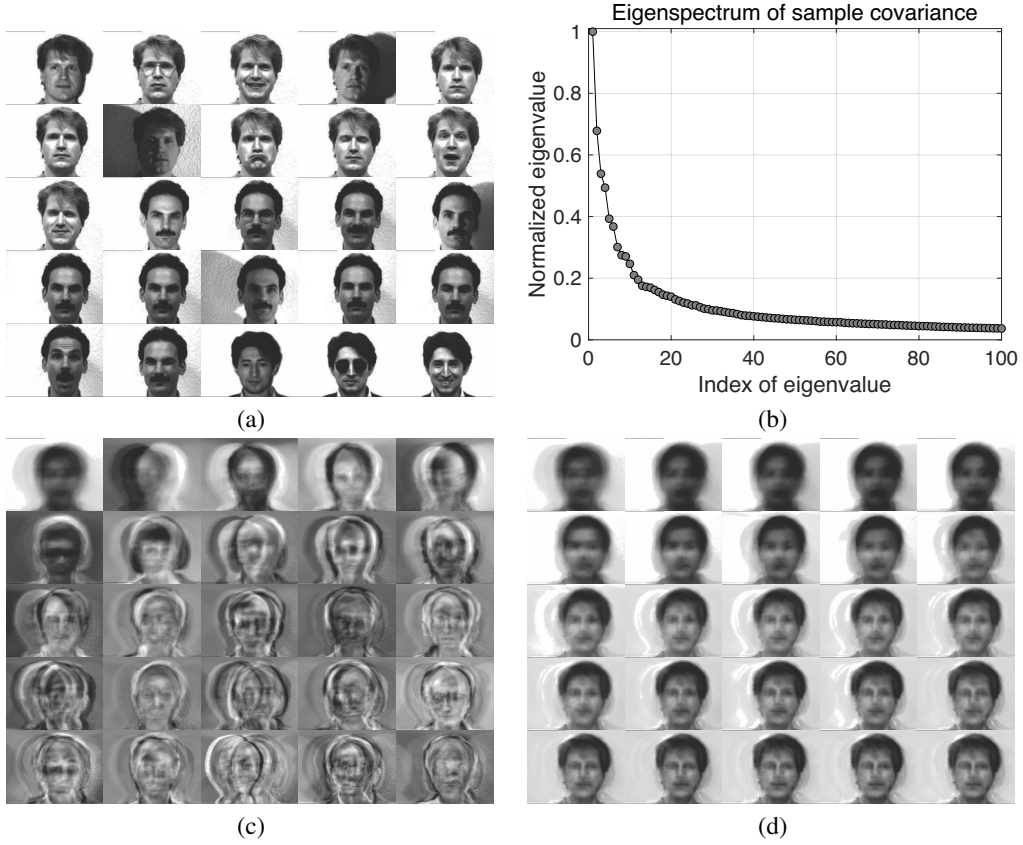 Eigenspectrum of sample covariance
Normalized eigenvalue
1
0.8
0.6
0.4
0.2
0
0
20
40
60
80
100
Index of eigenvalue
(a)
(b)
(c)
(d)